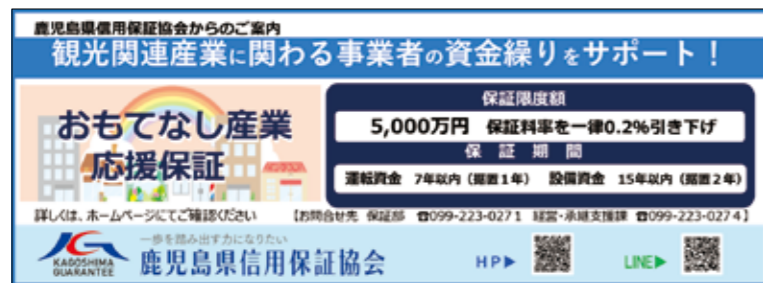 鹿児島県信用保証協会からのご案内
観光関連産業に関わる事業者の資金繰りをサポート！
おもてなし産業
応援保証
保証限度額
5,000万円 保証料率を一律0.2%引き下げ
保証期間
運転資金 7年以内（据置1年） 設備資金 15年以内（据置2年）
詳しくは、ホームページにてご確認ください 【お問合せ先 保証部 ☎099-223-0271 経営・承継支援課 ☎099-223-0274】
KAGOSHIMA
GUARANTEE
一歩を踏み出す力になりたい
鹿児島県信用保証協会
HP▶
LINE▶